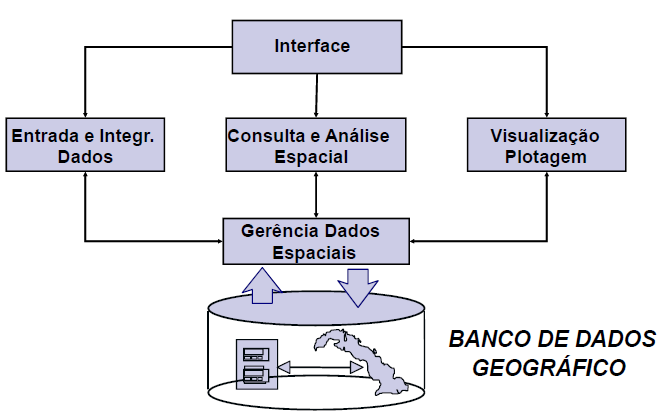 Interface
Entrada e Integr.
Dados
Consulta e Análise
Espacial
Visualização
Plotagem
Gerência Dados
Espaciais
BANCO DE DADOS
GEOGRÁFICO